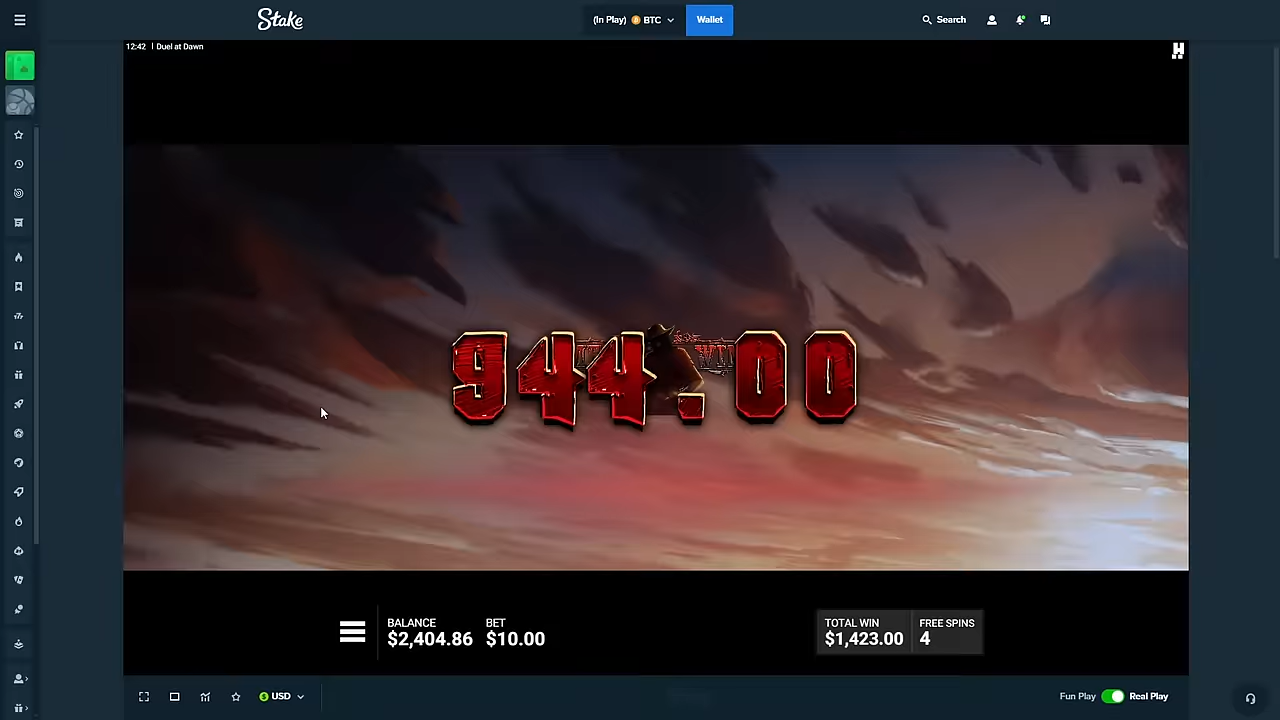 Stake
(In Play) BTC
Wallet
Search
12:42 | Duel at Dawn
944.00
BALANCE
$2,404.86
BET
$10.00
TOTAL WIN
$1,423.00
FREE SPINS
4
USD
Fun Play
Real Play